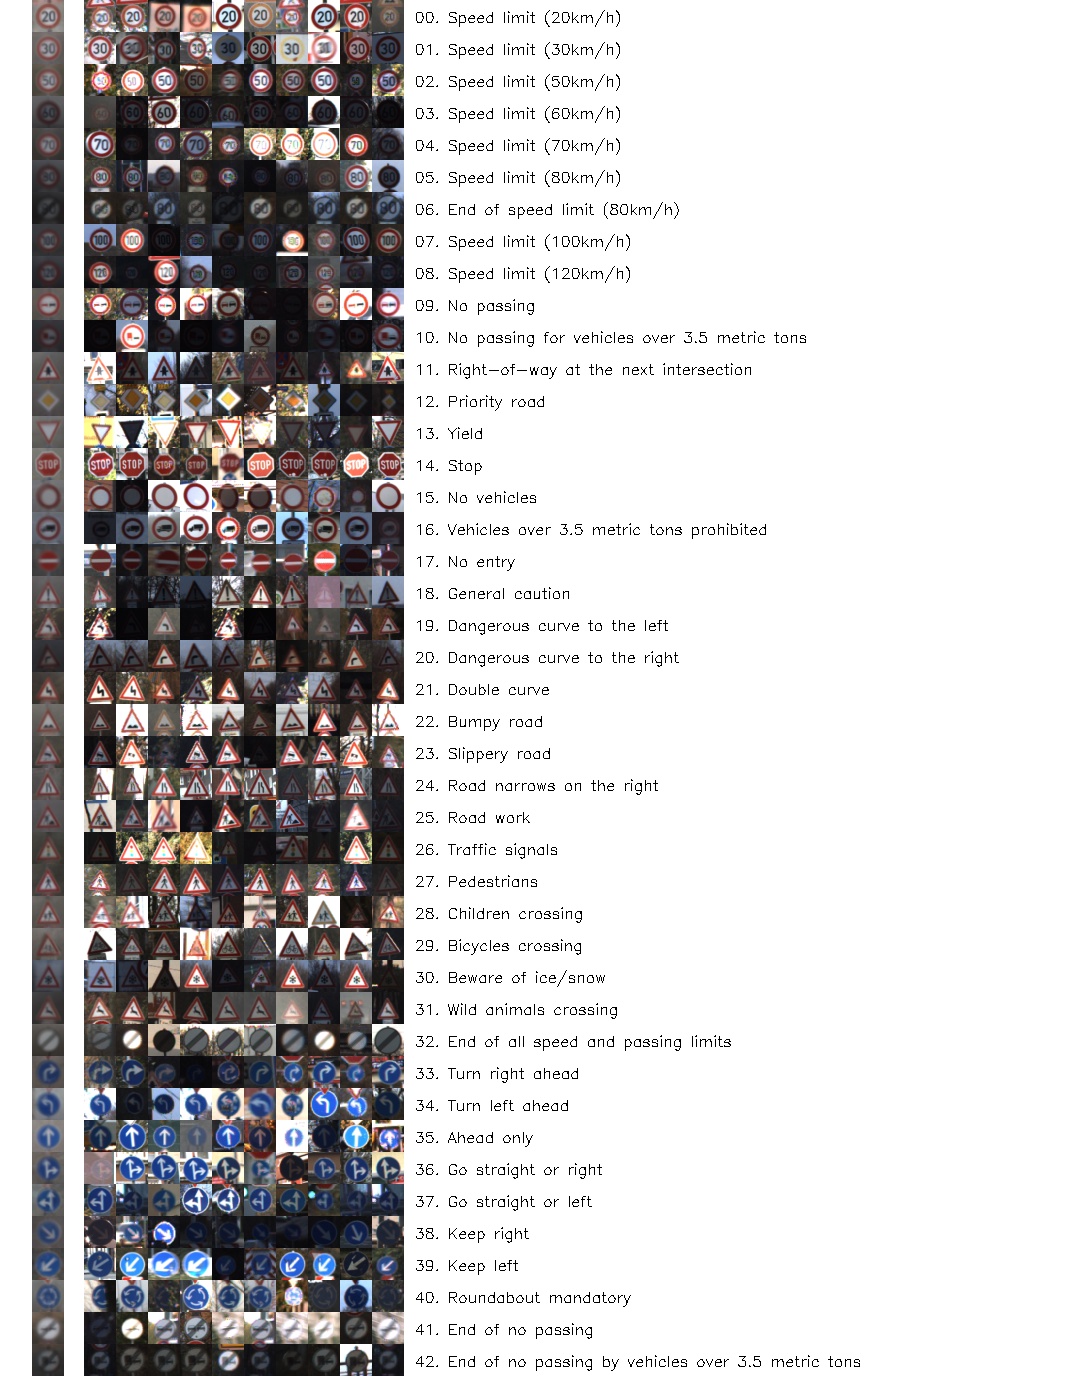 00. Speed limit (20km/h)
01. Speed limit (30km/h)
02. Speed limit (50km/h)
03. Speed limit (60km/h)
04. Speed limit (70km/h)
05. Speed limit (80km/h)
06. End of speed limit (80km/h)
07. Speed limit (100km/h)
08. Speed limit (120km/h)
09. No passing
10. No passing for vehicles over 3.5 metric tons
11. Right-of-way at the next intersection
12. Priority road
13. Yield
14. Stop
15. No vehicles
16. Vehicles over 3.5 metric tons prohibited
17. No entry
18. General caution
19. Dangerous curve to the left
20. Dangerous curve to the right
21. Double curve
22. Bumpy road
23. Slippery road
24. Road narrows on the right
25. Road work
26. Traffic signals
27. Pedestrians
28. Children crossing
29. Bicycles crossing
30. Beware of ice/snow
31. Wild animals crossing
32. End of all speed and passing limits
33. Turn right ahead
34. Turn left ahead
35. Ahead only
36. Go straight or right
37. Go straight or left
38. Keep right
39. Keep left
40. Roundabout mandatory
41. End of no passing
42. End of no passing by vehicles over 3.5 metric tons